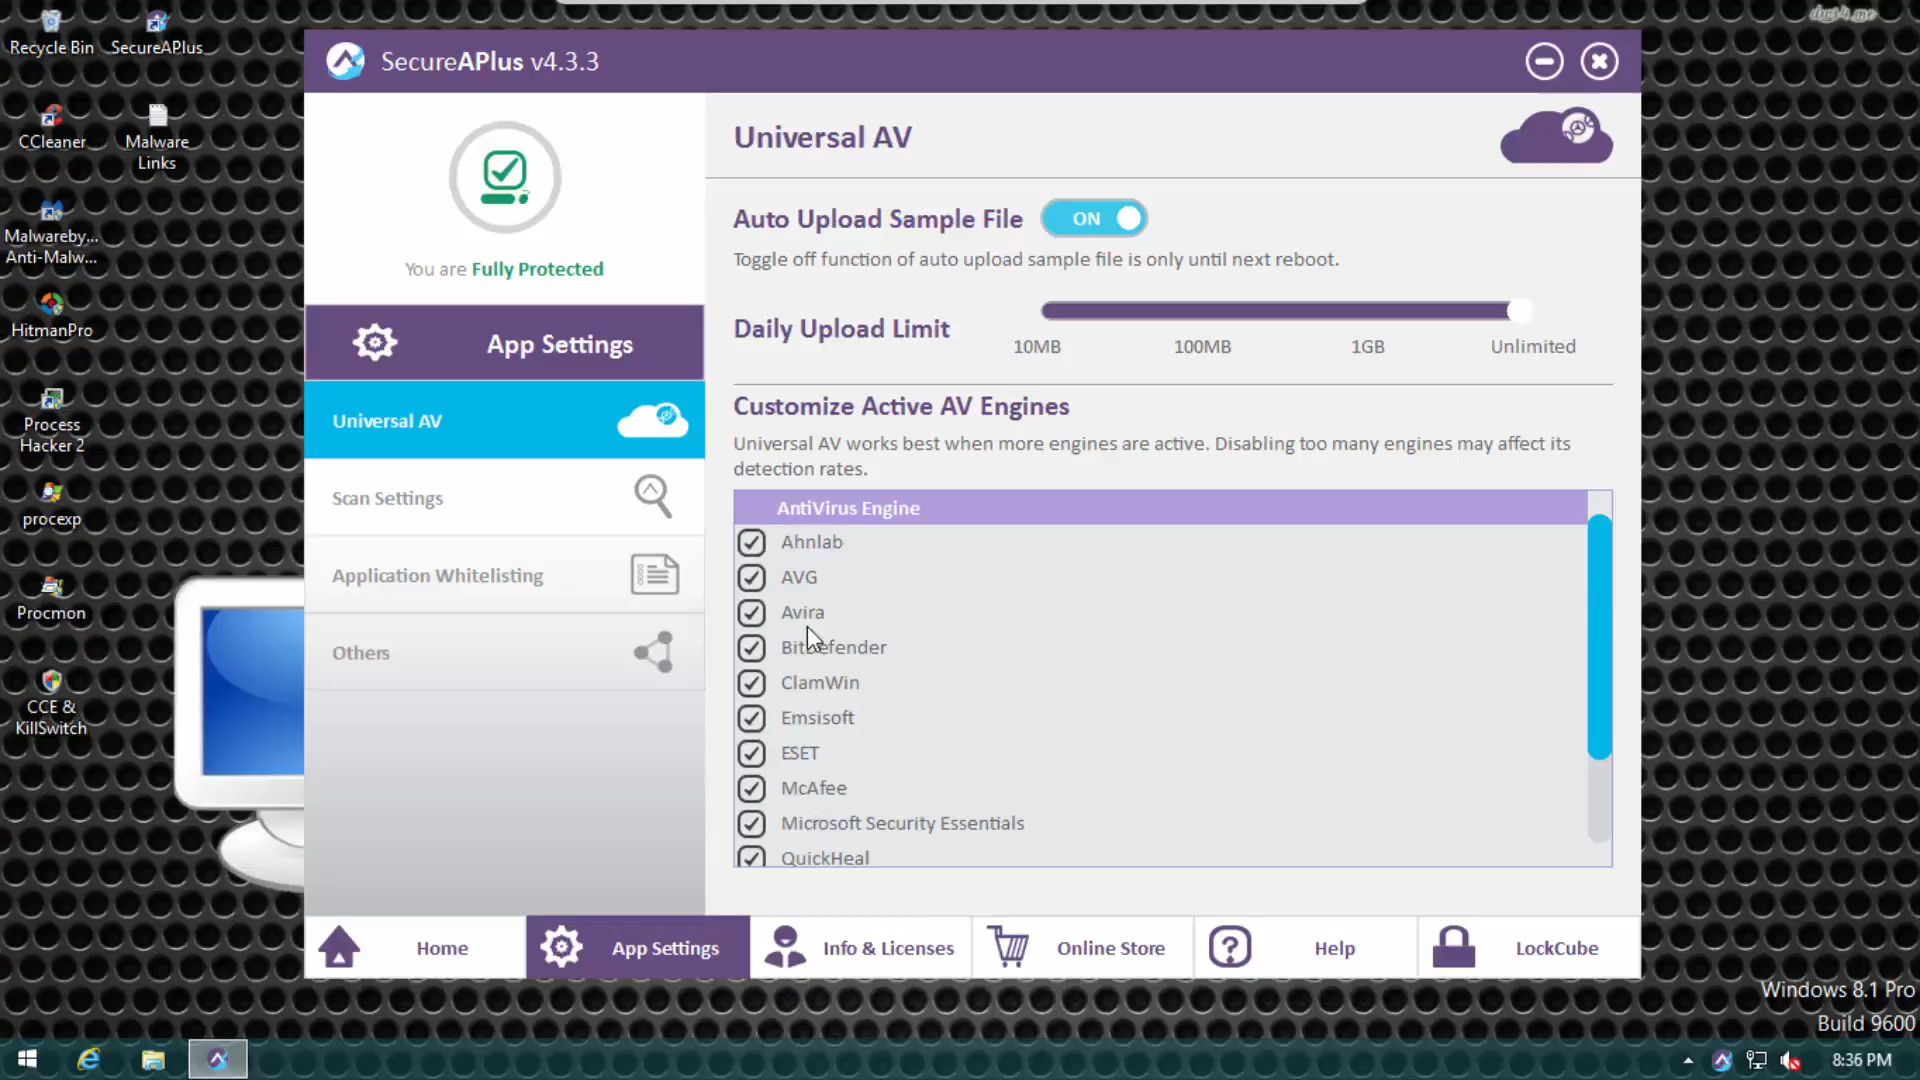 dws4.me
Recycle Bin
SecureAPlus
CCleaner
Malware
Links
Malwareby...
Anti-Malw...
HitmanPro
Process
Hacker 2
procexp
Procmon
CCE &
KillSwitch
SecureAPlus v4.3.3
You are Fully Protected
App Settings
Universal AV
Scan Settings
Application Whitelisting
Others
Universal AV
Auto Upload Sample File
ON
Toggle off function of auto upload sample file is only until next reboot.
Daily Upload Limit
10MB
100MB
1GB
Unlimited
Customize Active AV Engines
Universal AV works best when more engines are active. Disabling too many engines may affect its
detection rates.
AntiVirus Engine
Ahnlab
AVG
Avira
BitDefender
ClamWin
Emsisoft
ESET
McAfee
Microsoft Security Essentials
QuickHeal
Home
App Settings
Info & Licenses
Online Store
Help
LockCube
Windows 8.1 Pro
Build 9600
8:36 PM